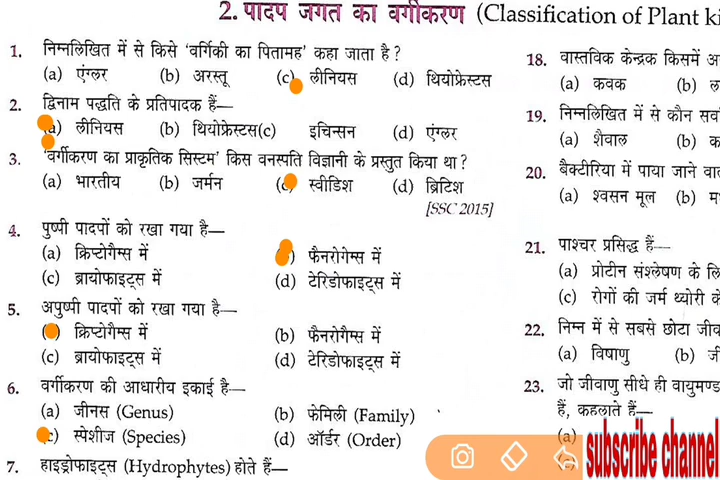 2. पादप जगत का वर्गीकरण (Classification of Plant ki
1. निम्नलिखित में से किसे ‘वर्गिकी का पितामह’ कहा जाता है ?
(a) एंग्लर (b) अरस्तू (c) लीनियस (d) थियोफ्रेस्टस
2. द्विनाम पद्धति के प्रतिपादक हैं—
(a) लीनियस (b) थियोफ्रेस्टस(c) इचिन्सन (d) एंग्लर
3. ‘वर्गीकरण का प्राकृतिक सिस्टम’ किस वनस्पति विज्ञानी के प्रस्तुत किया था ?
(a) भारतीय (b) जर्मन (c) स्वीडिश (d) ब्रिटिश
[SSC 2015]
4. पुष्पी पादपों को रखा गया है—
(a) क्रिप्टोगैम्स में फैनरोगेम्स में
(c) ब्रायोफाइट्स में (d) टेरिडोफाइट्स में
5. अपुष्पी पादपों को रखा गया है—
क्रिप्टोगैम्स में (b) फैनरोगैम्स में
(c) ब्रायोफाइट्स में (d) टेरिडोफाइट्स में
6. वर्गीकरण की आधारीय इकाई है—
(a) जीनस (Genus) (b) फेमिली (Family)
(c) स्पेशीज (Species) (d) ऑर्डर (Order)
7. हाइड्रोफाइट्स (Hydrophytes) होते हैं—
18. वास्तविक केन्द्रक किसमें अ
(a) कवक (b) ल
19. निम्नलिखित में से कौन सर्व
(a) शैवाल (b) क
20. बैक्टीरिया में पाया जाने वा
(a) श्वसन मूल (b) म
21. पाश्चर प्रसिद्ध हैं—
(a) प्रोटीन संश्लेषण के लि
(c) रोगों की जर्म थ्योरी के
22. निम्न में से सबसे छोटा जीव
(a) विषाणु (b) ज
23. जो जीवाणु सीधे ही वायुमण्ड
हैं, कहलाते हैं—
(a)
subscribe channel